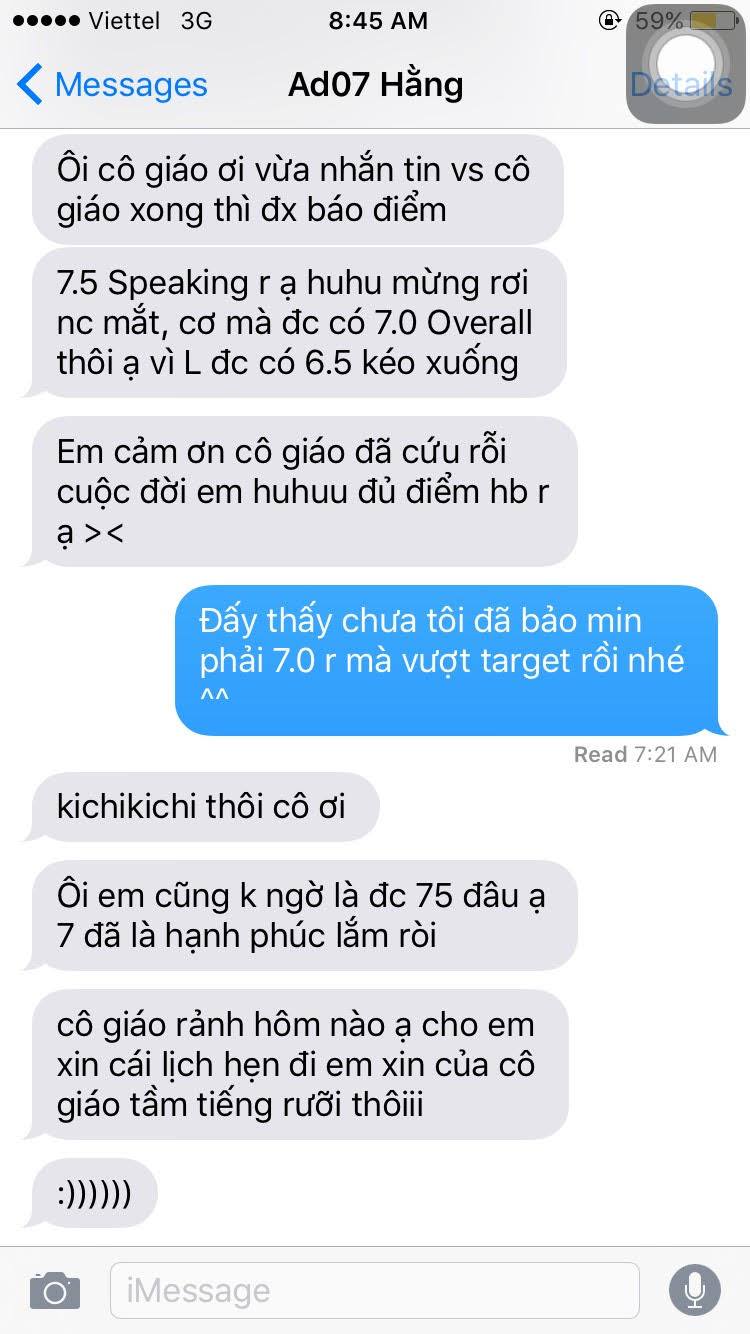 Viettel 3G 8:45 AM 59%
Messages Ad07 Hằng Details
Ôi cô giáo ơi vừa nhắn tin vs cô
giáo xong thì đx báo điểm
7.5 Speaking r ạ huhu mừng rơi
nc mắt, cơ mà đc có 7.0 Overall
thôi ạ vì L đc có 6.5 kéo xuống
Em cảm ơn cô giáo đã cứu rỗi
cuộc đời em huhuu đủ điểm hb r
ạ ><
Đấy thấy chưa tôi đã bảo min
phải 7.0 r mà vượt target rồi nhé
^^
Read 7:21 AM
kichikichi thôi cô ơi
Ôi em cũng k ngờ là đc 75 đâu ạ
7 đã là hạnh phúc lắm ròi
cô giáo rảnh hôm nào ạ cho em
xin cái lịch hẹn đi em xin của cô
giáo tầm tiếng rưỡi thôiii
:))))))
iMessage